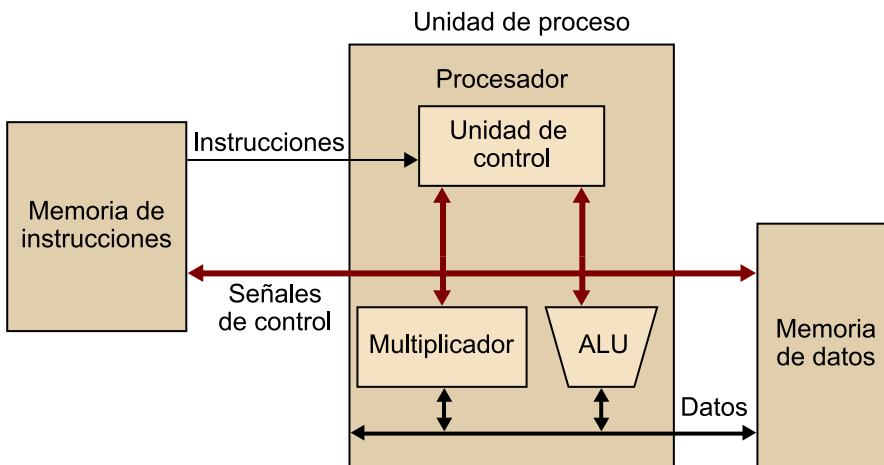 Unidad de proceso
Procesador
Unidad de
control
Instrucciones
Memoria de
instrucciones
Señales
de control
Multiplicador
ALU
Memoria
de datos
Datos